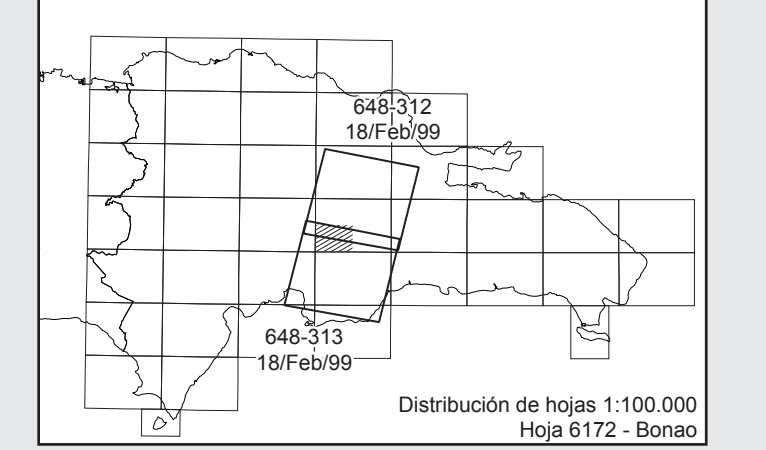 648-312
18/Feb/99
648-313
18/Feb/99
Distribución de hojas 1:100.000
Hoja 6172 - Bonao